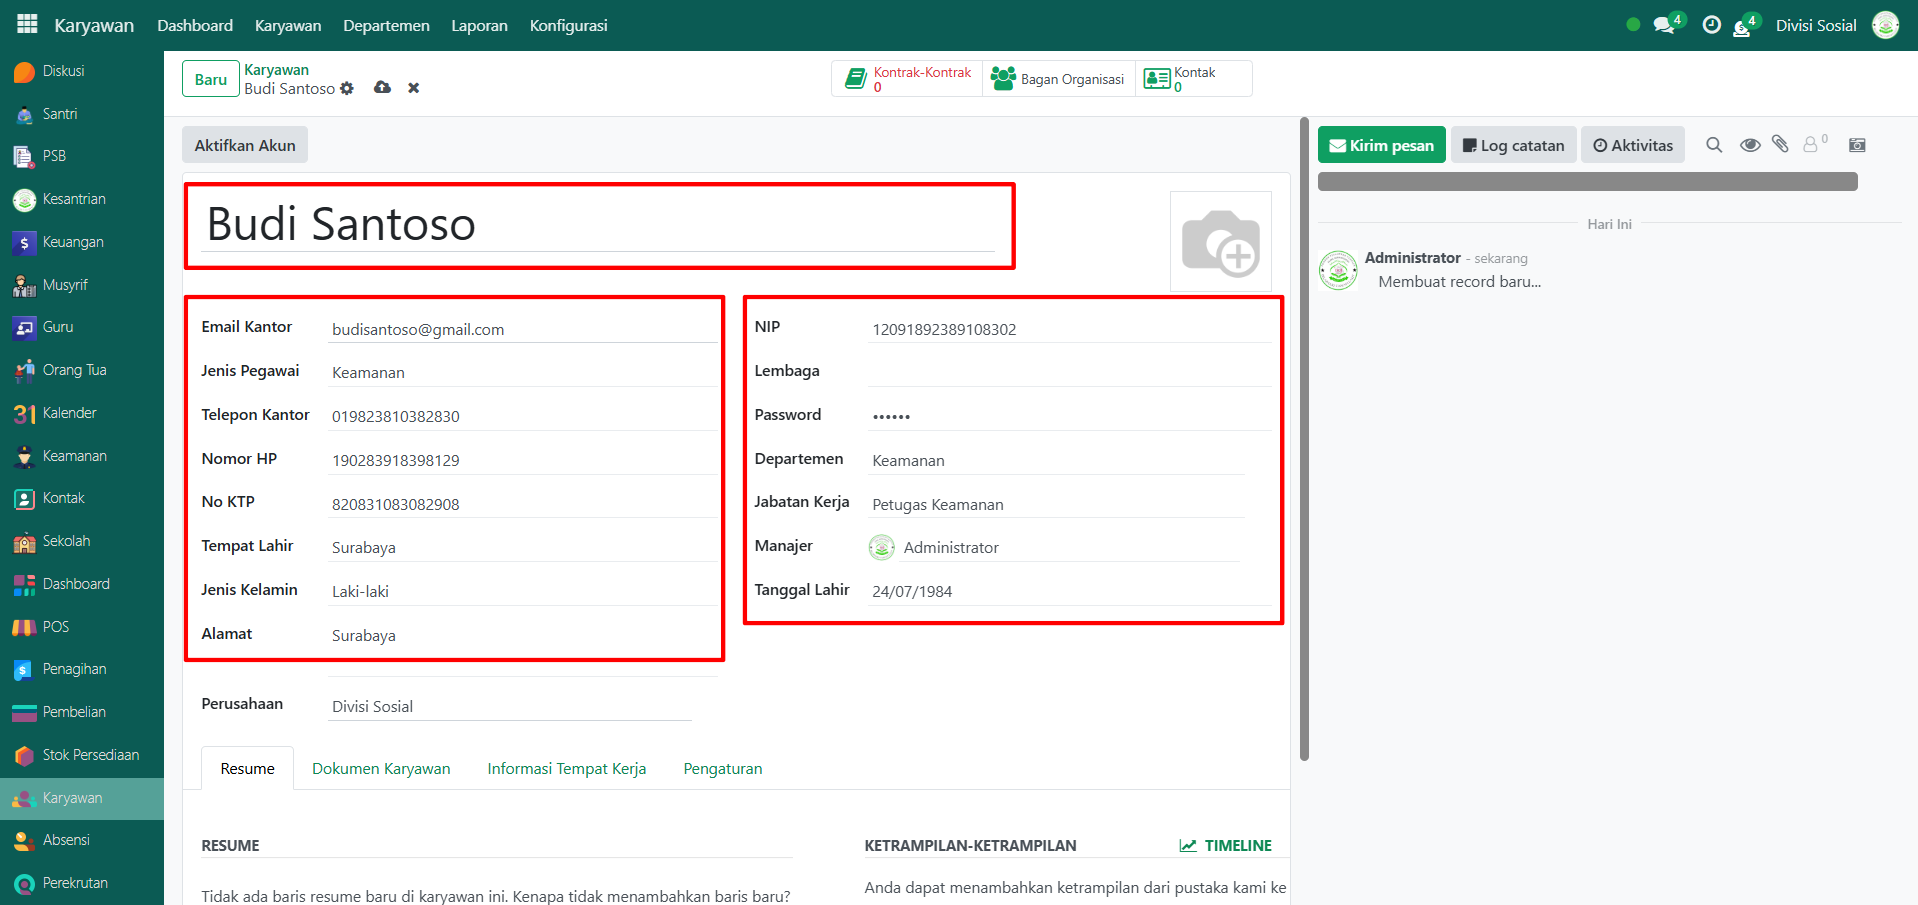 Karyawan Dashboard Karyawan Departemen Laporan Konfigurasi 4 4 Divisi Sosial
Diskusi
Santri
PSB
Kesantrian
Keuangan
Musyrif
Guru
Orang Tua
31 Kalender
Keamanan
Kontak
Sekolah
Dashboard
POS
Penagihan
Pembelian
Stok Persediaan
Karyawan
Absensi
Perekrutan
Baru
Karyawan
Budi Santoso
Kontrak-Kontrak
0
Bagan Organisasi
Kontak
0
Aktifkan Akun
Budi Santoso
Email Kantor budisantoso@gmail.com
Jenis Pegawai Keamanan
Telepon Kantor 019823810382830
Nomor HP 190283918398129
No KTP 820831083082908
Tempat Lahir Surabaya
Jenis Kelamin Laki-laki
Alamat Surabaya
Perusahaan Divisi Sosial
NIP 12091892389108302
Lembaga
Password ••••••
Departemen Keamanan
Jabatan Kerja Petugas Keamanan
Manajer Administrator
Tanggal Lahir 24/07/1984
Resume Dokumen Karyawan Informasi Tempat Kerja Pengaturan
RESUME
Tidak ada baris resume baru di karyawan ini. Kenapa tidak menambahkan baris baru?
KETRAMPILAN-KETRAMPILAN TIMELINE
Anda dapat menambahkan ketrampilan dari pustaka kami ke
Kirim pesan Log catatan Aktivitas 0
Hari Ini
Administrator - sekarang
Membuat record baru...